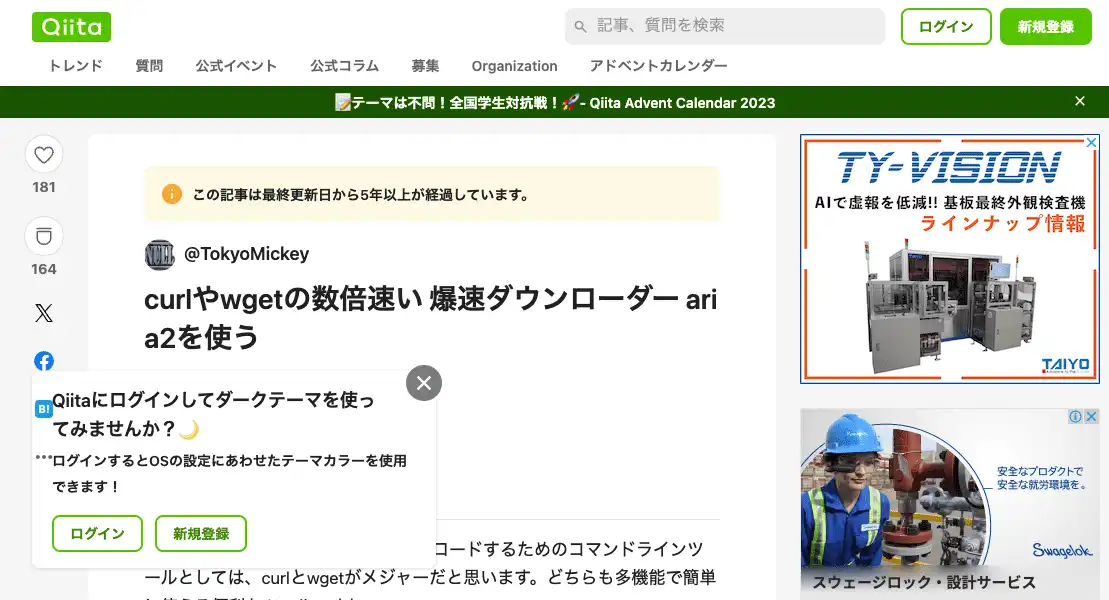 Qiita
記事、質問を検索
ログイン
新規登録
トレンド
質問
公式イベント
公式コラム
募集
Organization
アドベントカレンダー
📝テーマは不問！全国学生対抗戦！🚀- Qiita Advent Calendar 2023
181
164
この記事は最終更新日から5年以上が経過しています。
@TokyoMickey
curlやwgetの数倍速い 爆速ダウンローダー ari
a2を使う
B!
Qiitaにログインしてダークテーマを使っ
てみませんか？🌙
ログインするとOSの設定にあわせたテーマカラーを使用
できます！
ログイン
新規登録
コードするためのコマンドラインツ
ールとしては、curlとwgetがメジャーだと思います。どちらも多機能で簡単
TY-VISION
AIで虚報を低減!! 基板最終外観検査機
ラインナップ情報
TAIYO
安全なプロダクトで
安全な就労環境を。
Swagelok
スウェージロック・設計サービス